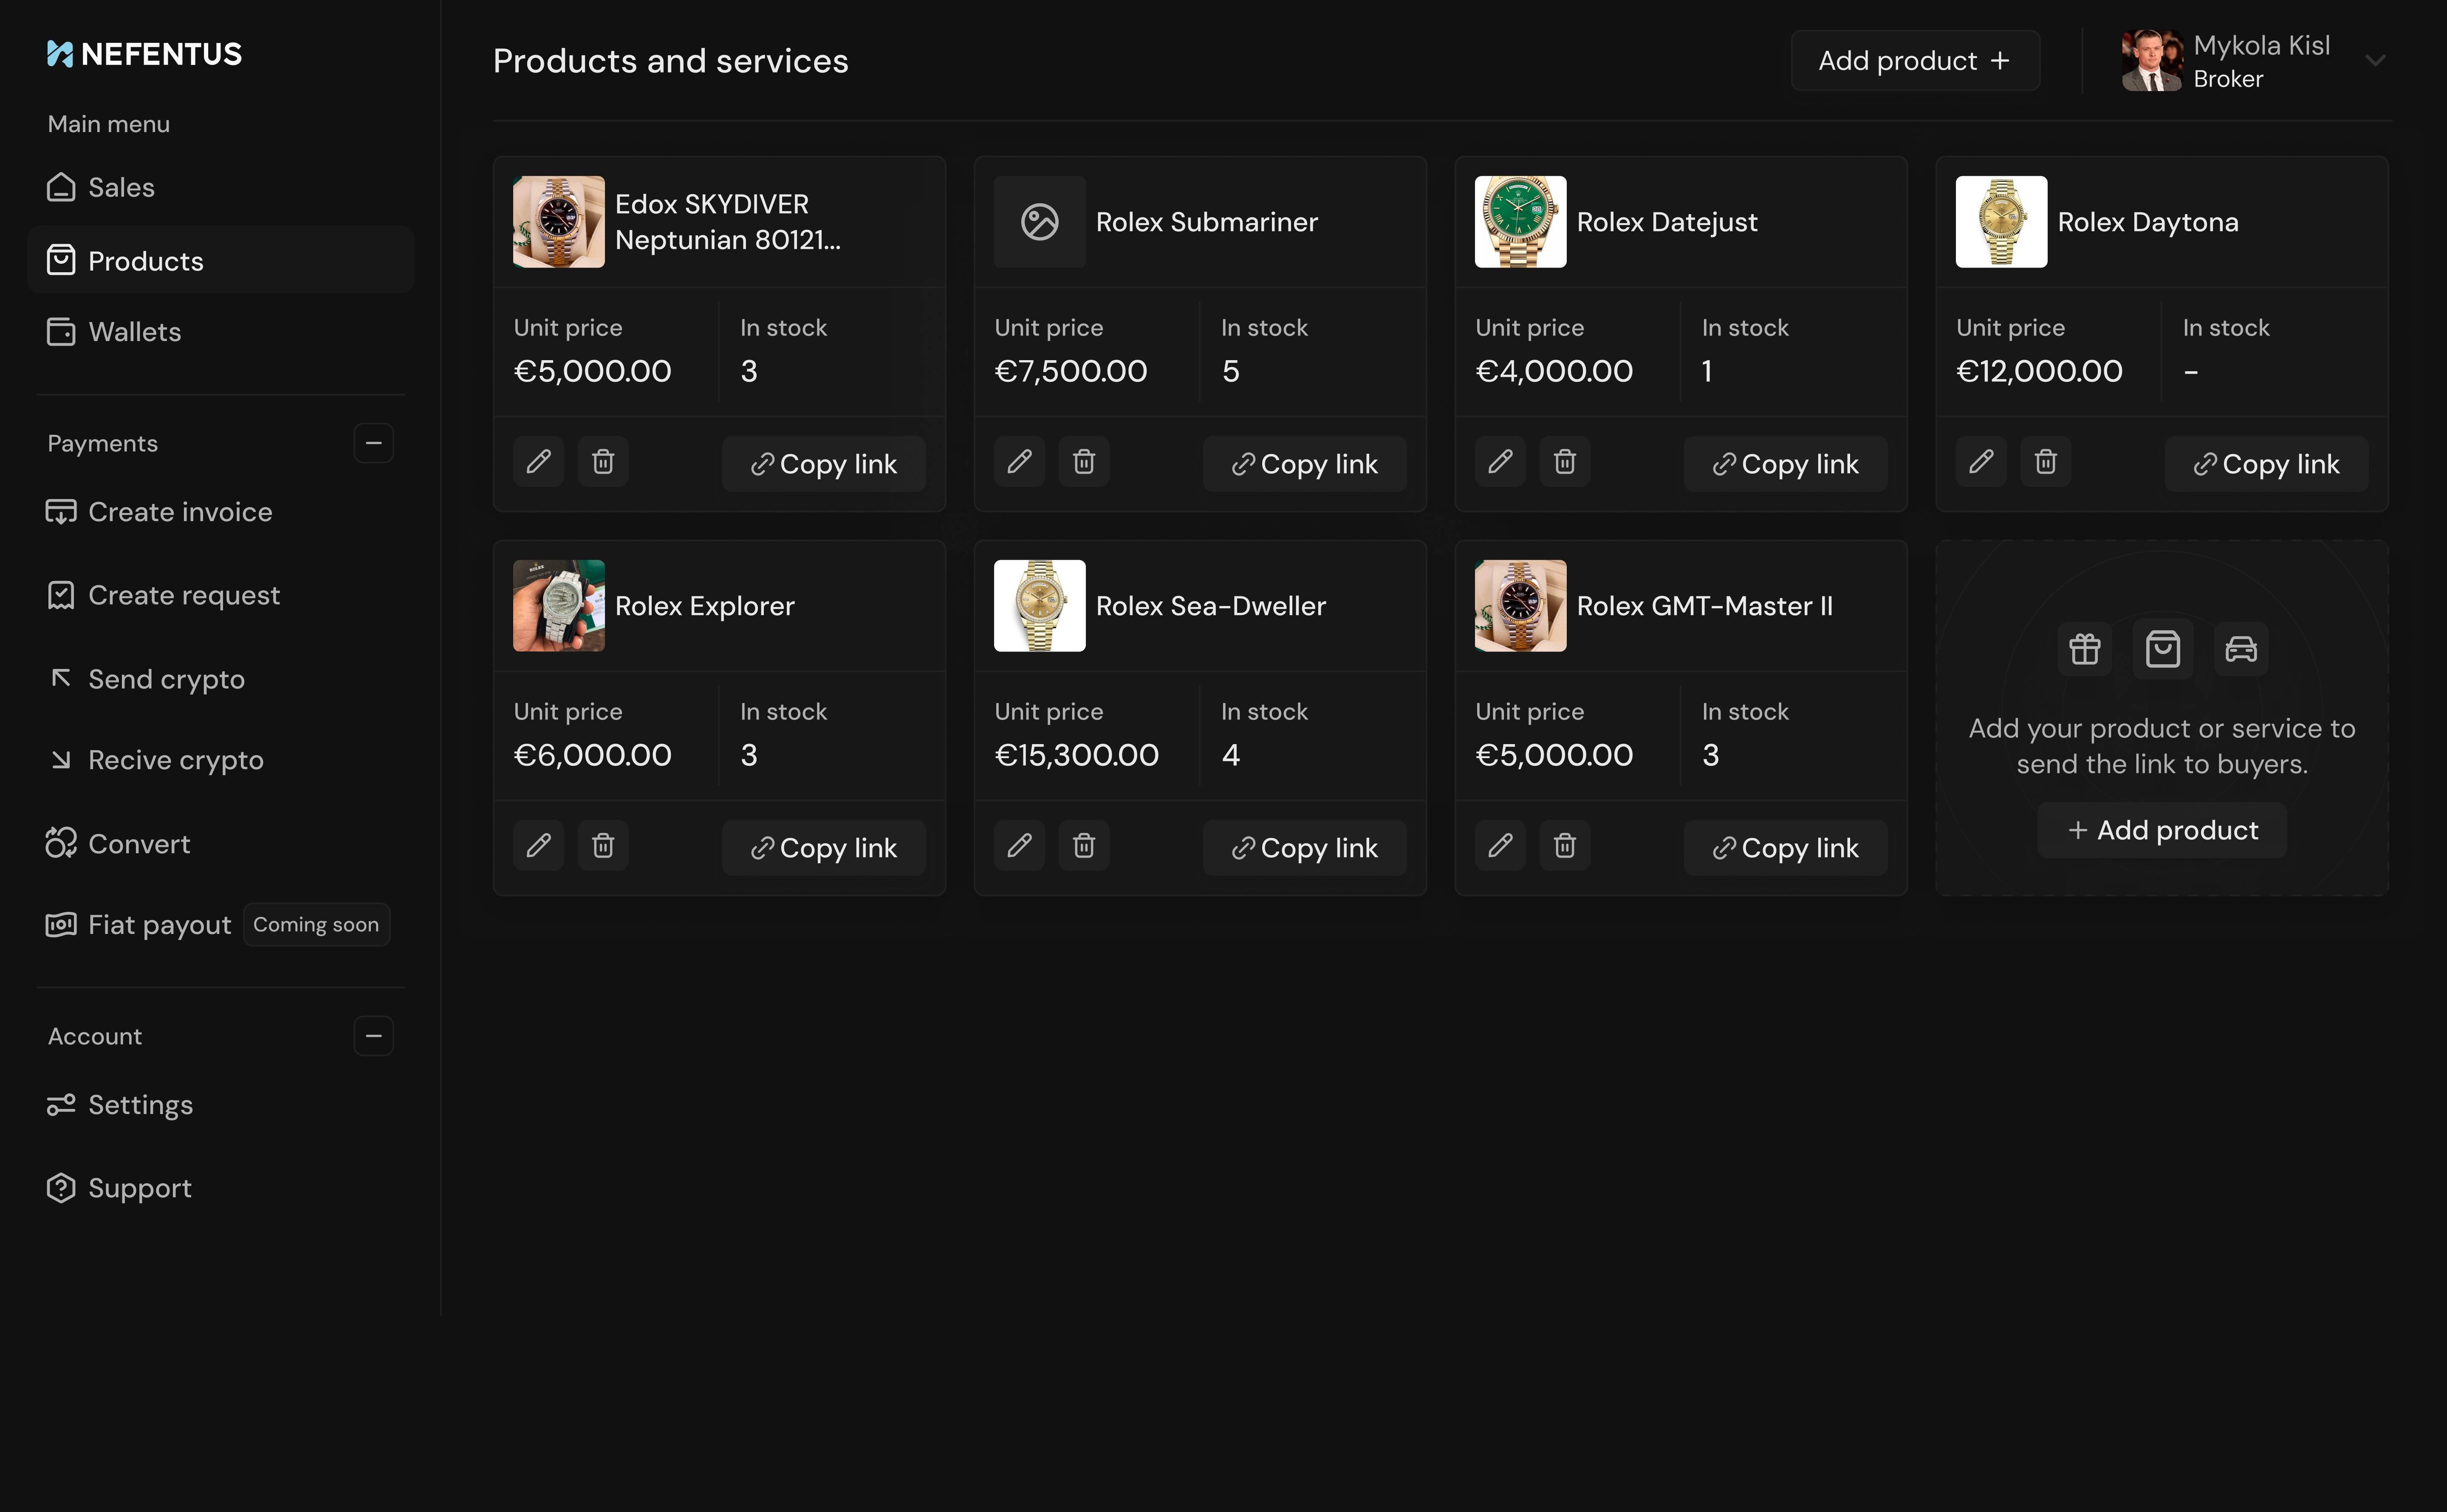 NEFENTUS
Main menu
Sales
Products
Wallets
Payments
Create invoice
Create request
Send crypto
Recive crypto
Convert
Fiat payout Coming soon
Account
Settings
Support
Products and services
Add product +
Mykola Kisl
Broker
Edox SKYDIVER
Neptunian 80121...
Unit price In stock
€5,000.00 3
Copy link
Rolex Submariner
Unit price In stock
€7,500.00 5
Copy link
Rolex Datejust
Unit price In stock
€4,000.00 1
Copy link
Rolex Daytona
Unit price In stock
€12,000.00 -
Copy link
Rolex Explorer
Unit price In stock
€6,000.00 3
Copy link
Rolex Sea-Dweller
Unit price In stock
€15,300.00 4
Copy link
Rolex GMT-Master II
Unit price In stock
€5,000.00 3
Copy link
Add your product or service to
send the link to buyers.
+ Add product